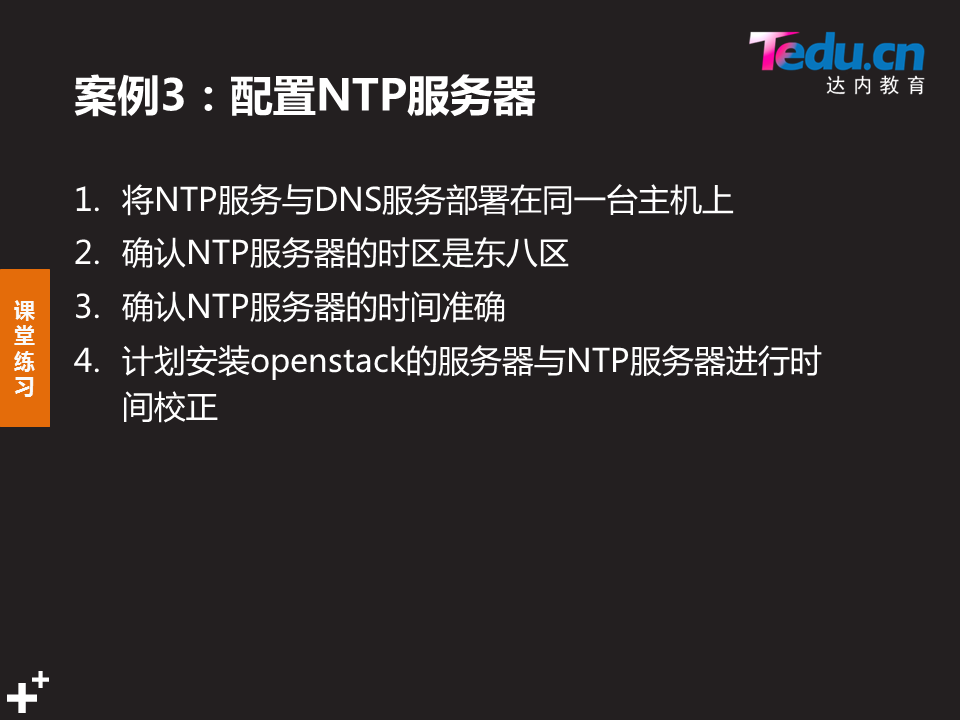 Tedu.cn
达内教育
案例3：配置NTP服务器
1. 将NTP服务与DNS服务部署在同一台主机上
2. 确认NTP服务器的时区是东八区
3. 确认NTP服务器的时间准确
4. 计划安装openstack的服务器与NTP服务器进行时
间校正
课
堂
练
习